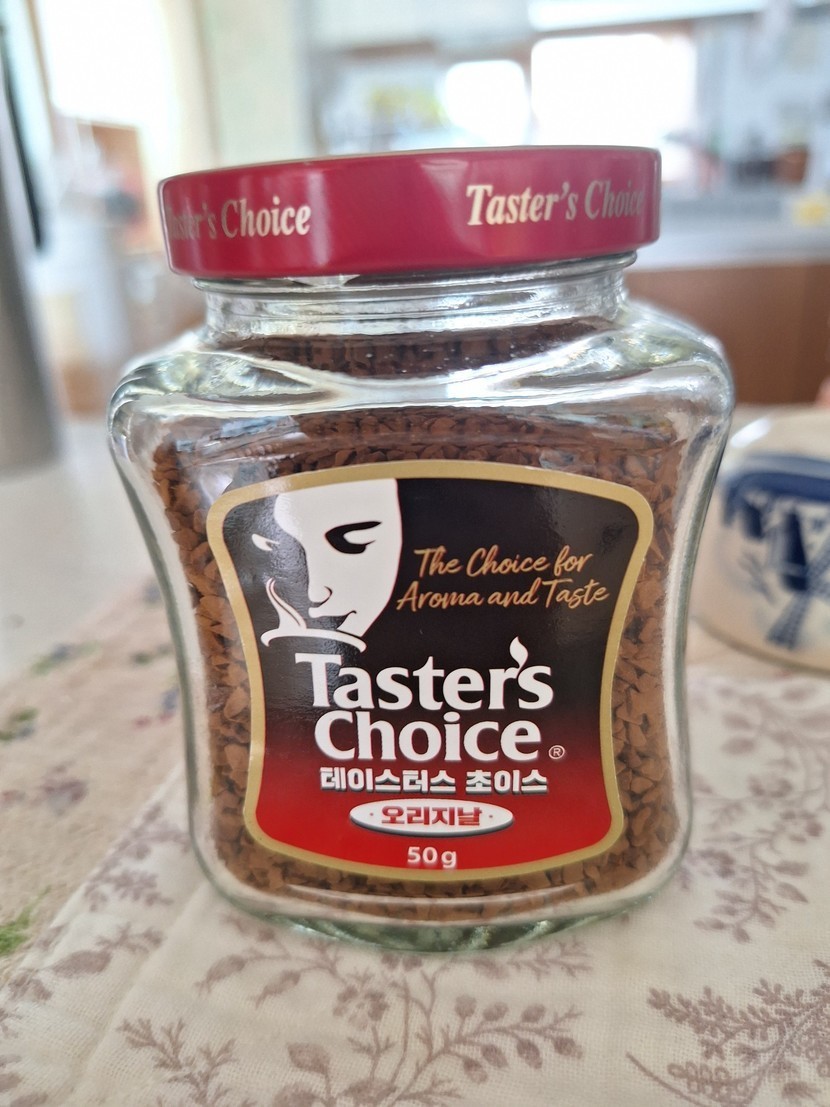 Taster's Choice
Taster's Choice
The Choice for
Aroma and Taste
Taster's
Choice ®
테이스터스 초이스
· 오리지날 ·
50g